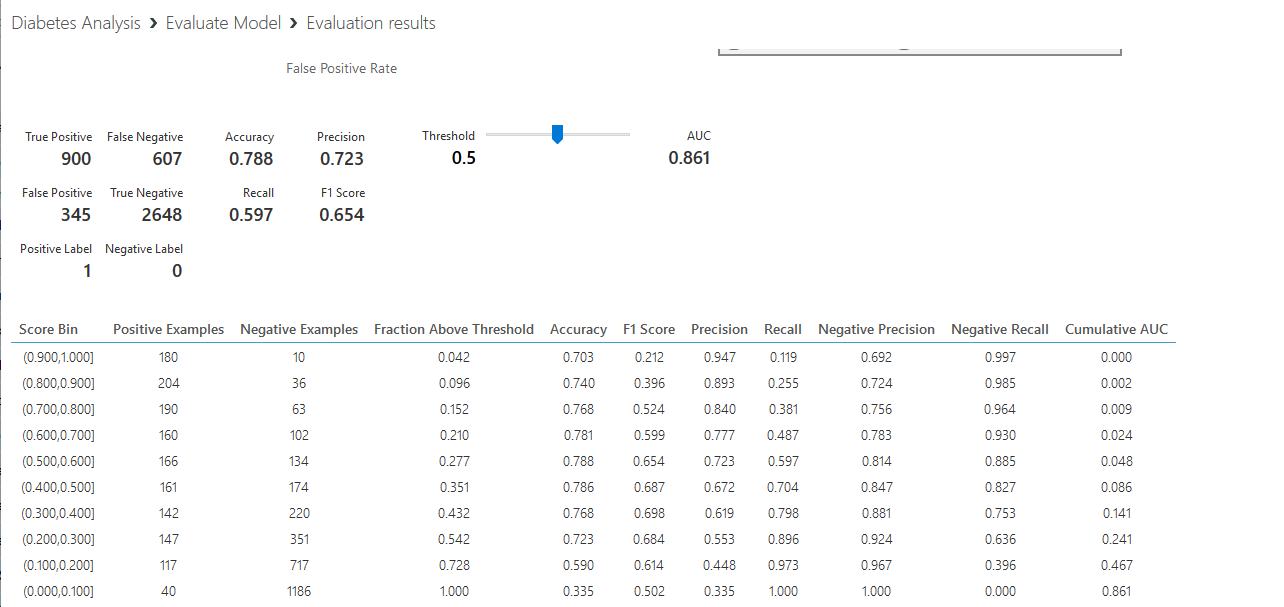 Diabetes Analysis › Evaluate Model › Evaluation results
False Positive Rate
True Positive False Negative Accuracy Precision Threshold AUC
900 607 0.788 0.723 0.5 0.861
False Positive True Negative Recall F1 Score
345 2648 0.597 0.654
Positive Label Negative Label
1 0
Score Bin Positive Examples Negative Examples Fraction Above Threshold Accuracy F1 Score Precision Recall Negative Precision Negative Recall Cumulative AUC
(0.900,1.000] 180 10 0.042 0.703 0.212 0.947 0.119 0.692 0.997 0.000
(0.800,0.900] 204 36 0.096 0.740 0.396 0.893 0.255 0.724 0.985 0.002
(0.700,0.800] 190 63 0.152 0.768 0.524 0.840 0.381 0.756 0.964 0.009
(0.600,0.700] 160 102 0.210 0.781 0.599 0.777 0.487 0.783 0.930 0.024
(0.500,0.600] 166 134 0.277 0.788 0.654 0.723 0.597 0.814 0.885 0.048
(0.400,0.500] 161 174 0.351 0.786 0.687 0.672 0.704 0.847 0.827 0.086
(0.300,0.400] 142 220 0.432 0.768 0.698 0.619 0.798 0.881 0.753 0.141
(0.200,0.300] 147 351 0.542 0.723 0.684 0.553 0.896 0.924 0.636 0.241
(0.100,0.200] 117 717 0.728 0.590 0.614 0.448 0.973 0.967 0.396 0.467
(0.000,0.100] 40 1186 1.000 0.335 0.502 0.335 1.000 1.000 0.000 0.861